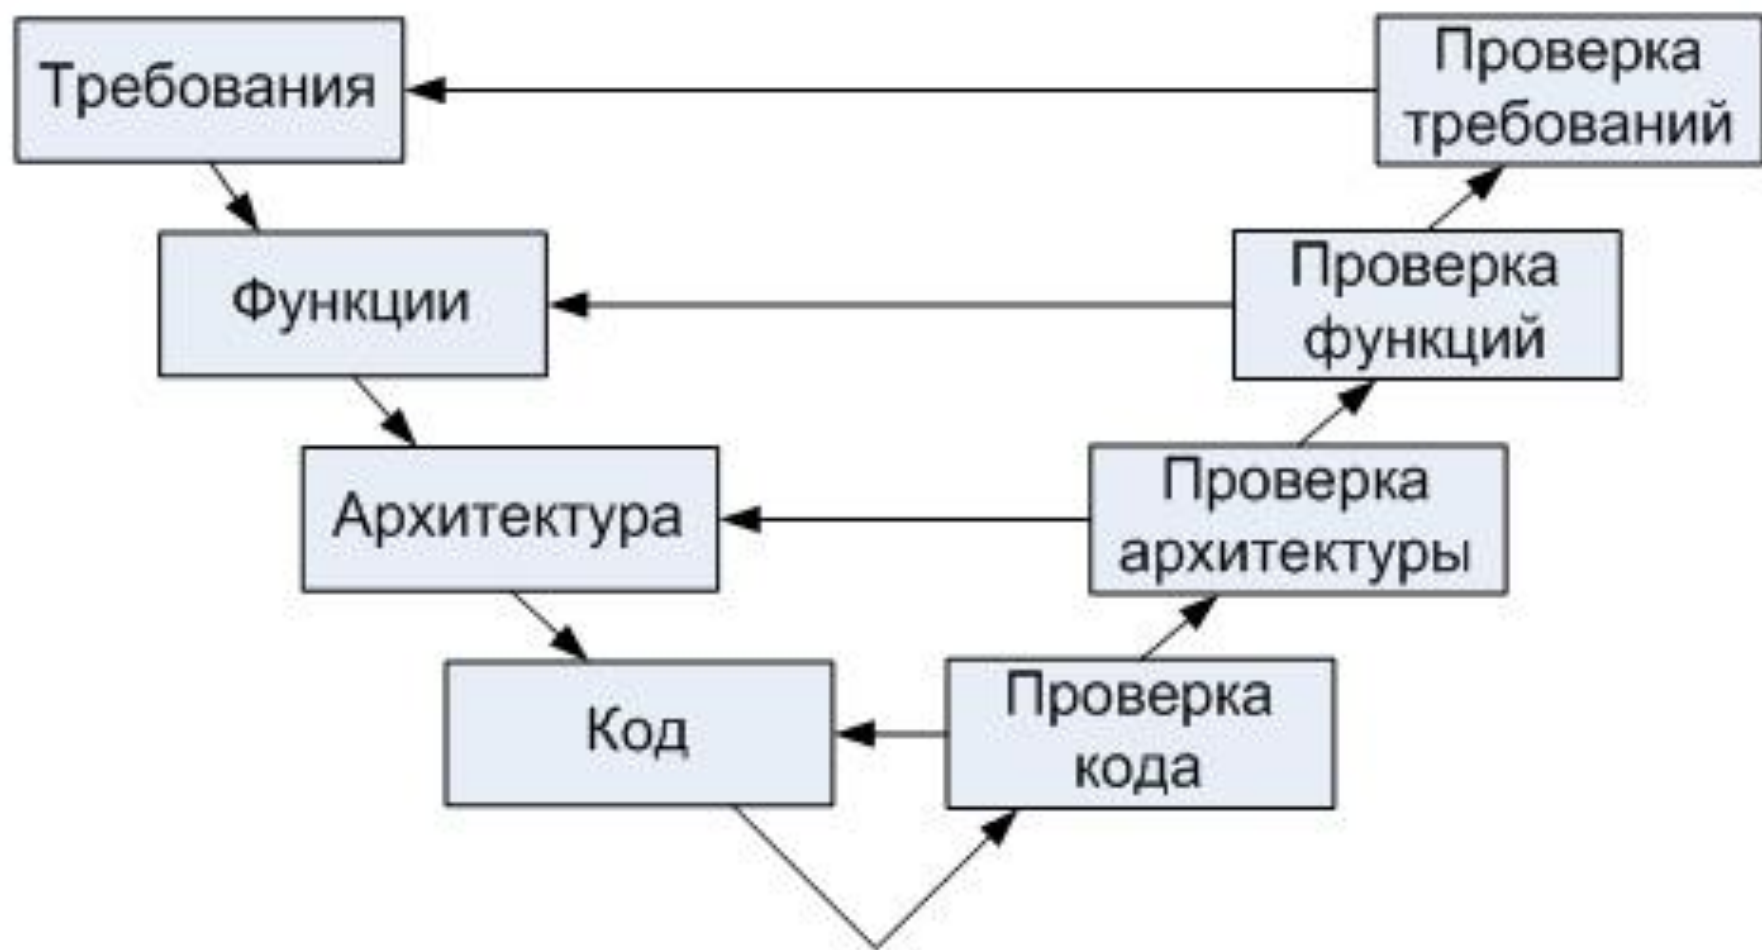 Требования
Проверка
требований
Функции
Проверка
функций
Архитектура
Проверка
архитектуры
Код
Проверка
кода